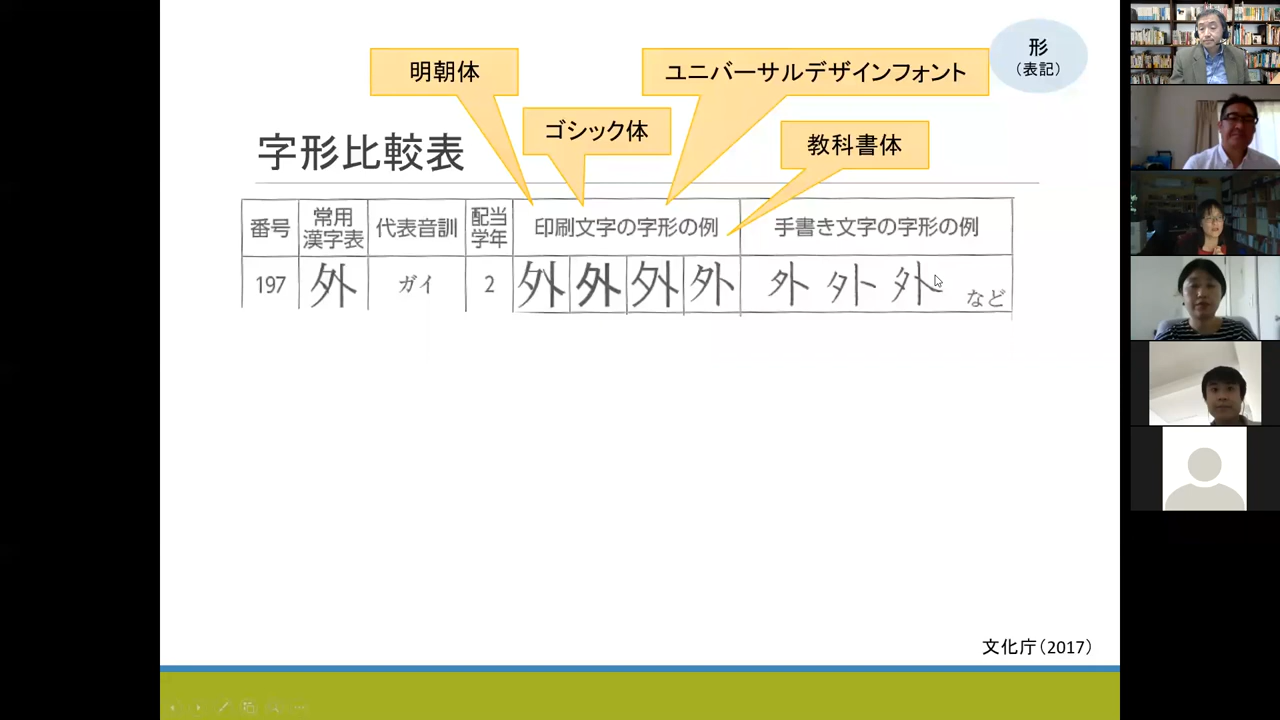 明朝体
ユニバーサルデザインフォント
形
（表記）
ゴシック体
教科書体
字形比較表
番号 常用漢字表 代表音訓 配当学年 印刷文字の字形の例 手書き文字の字形の例
197 外 ガイ 2 外 外 外 外 外 外 外 など
文化庁（2017）